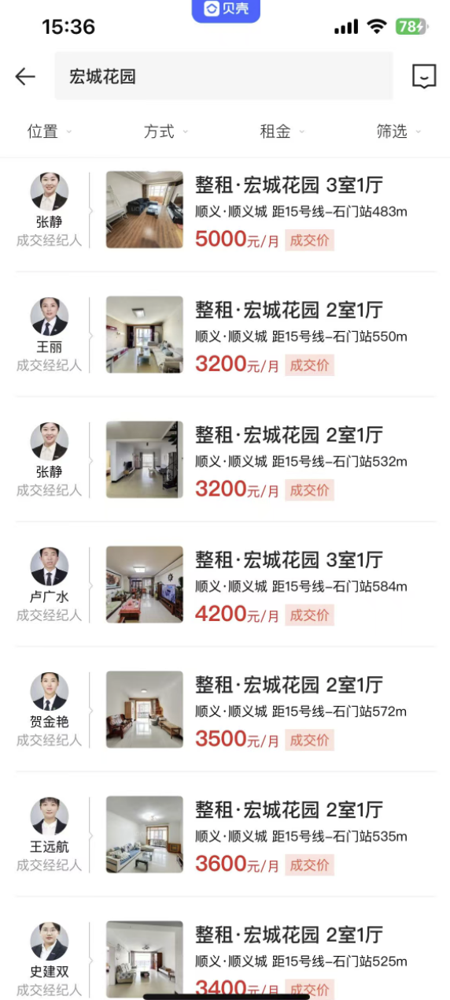 贝壳
15:36
78
宏城花园
位置 方式 租金 筛选
张静
成交经纪人
整租·宏城花园 3室1厅
顺义·顺义城 距15号线-石门站483m
5000元/月 成交价
王丽
成交经纪人
整租·宏城花园 2室1厅
顺义·顺义城 距15号线-石门站550m
3200元/月 成交价
张静
成交经纪人
整租·宏城花园 2室1厅
顺义·顺义城 距15号线-石门站532m
3200元/月 成交价
卢广水
成交经纪人
整租·宏城花园 3室1厅
顺义·顺义城 距15号线-石门站584m
4200元/月 成交价
贺金艳
成交经纪人
整租·宏城花园 2室1厅
顺义·顺义城 距15号线-石门站572m
3500元/月 成交价
王远航
成交经纪人
整租·宏城花园 2室1厅
顺义·顺义城 距15号线-石门站535m
3600元/月 成交价
史建双
成交经纪人
整租·宏城花园 2室1厅
顺义·顺义城 距15号线-石门站525m
3400元/月 成交价